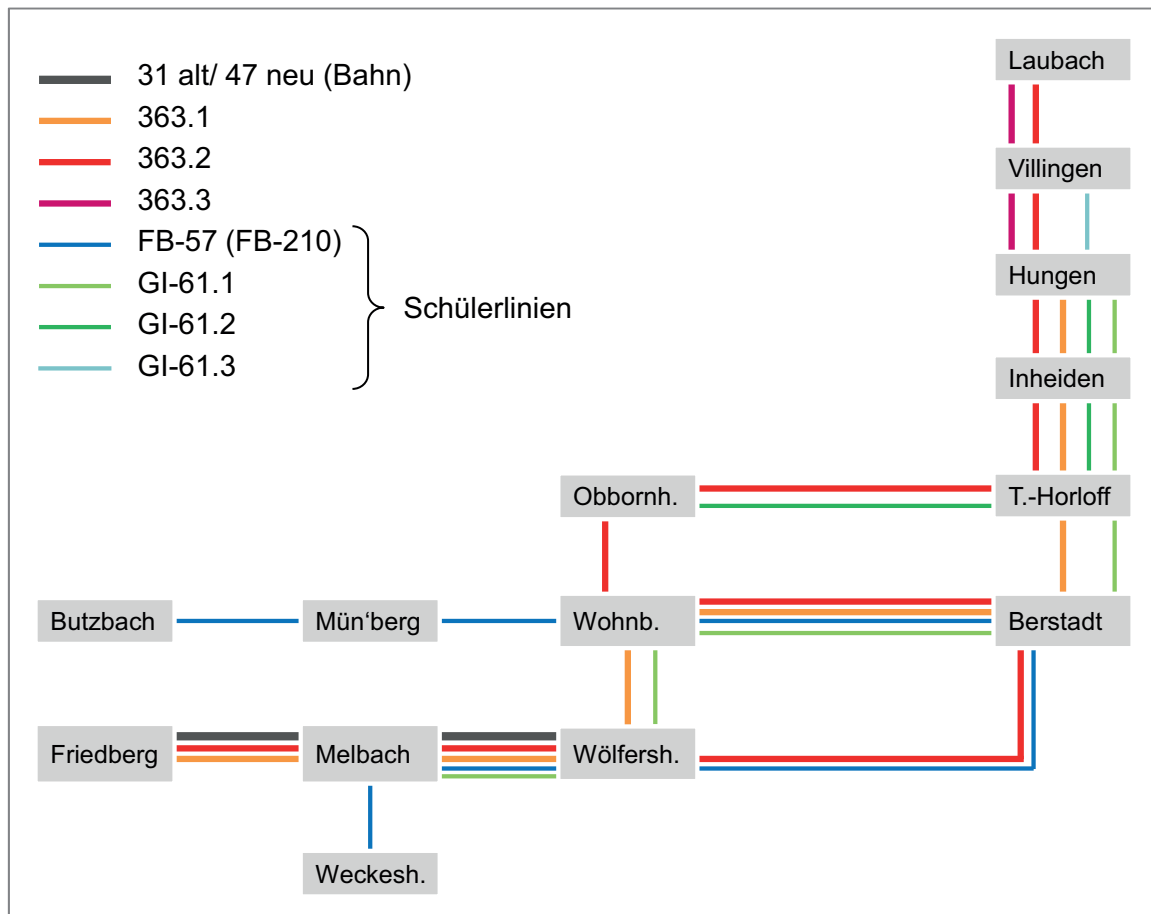 31 alt/ 47 neu (Bahn)
363.1
363.2
363.3
FB-57 (FB-210)
GI-61.1
GI-61.2
GI-61.3
Schülerlinien
Laubach
Villingen
Hungen
Inheiden
Obbornh.
T.-Horloff
Butzbach
Mün‘berg
Wohnb.
Berstadt
Friedberg
Melbach
Wölfersh.
Weckesh.